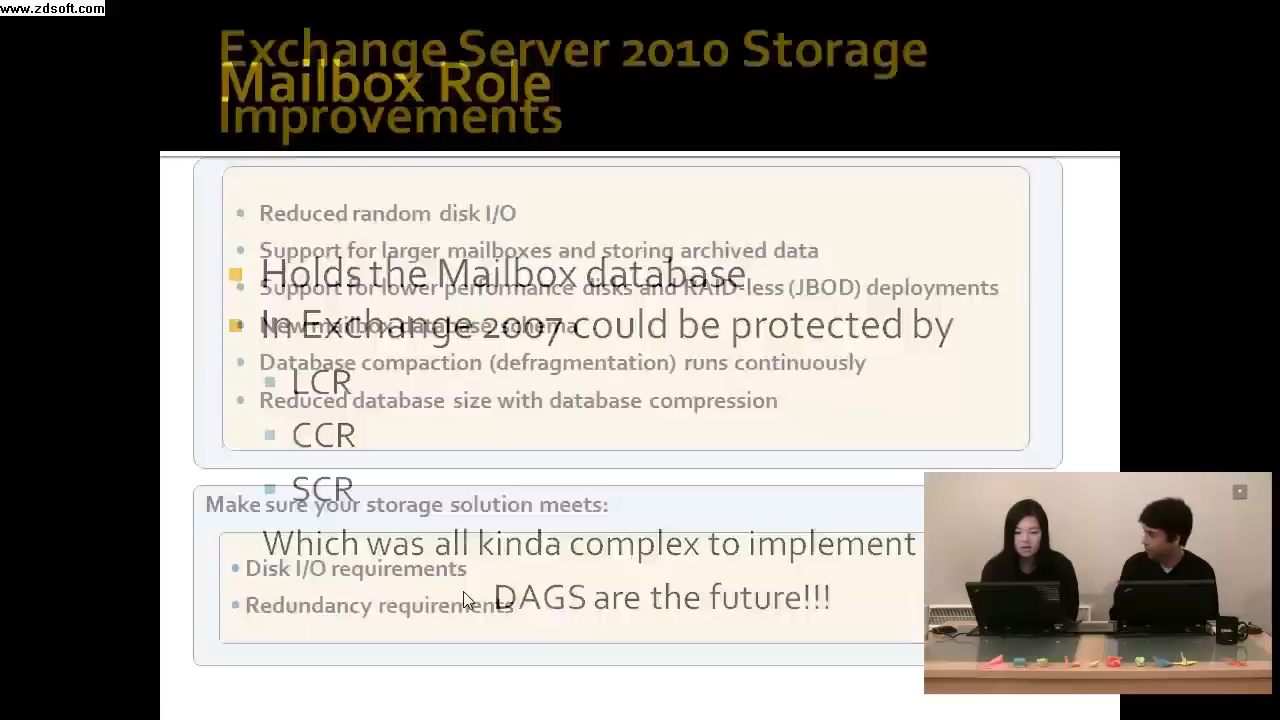 www.zdsoft.com
Exchange Server 2010 Storage
Mailbox Role
Improvements
• Reduced random disk I/O
• Support for larger mailboxes and storing archived data
Holds the Mailbox database
• Support for lower performance disks and RAID-less (JBOD) deployments
In Exchange 2007 could be protected by
• New mailbox database schema
• Database compaction (defragmentation) runs continuously
LCR
• Reduced database size with database compression
CCR
SCR
Make sure your storage solution meets:
Which was all kinda complex to implement
• Disk I/O requirements
DAGS are the future!!!
• Redundancy requirements